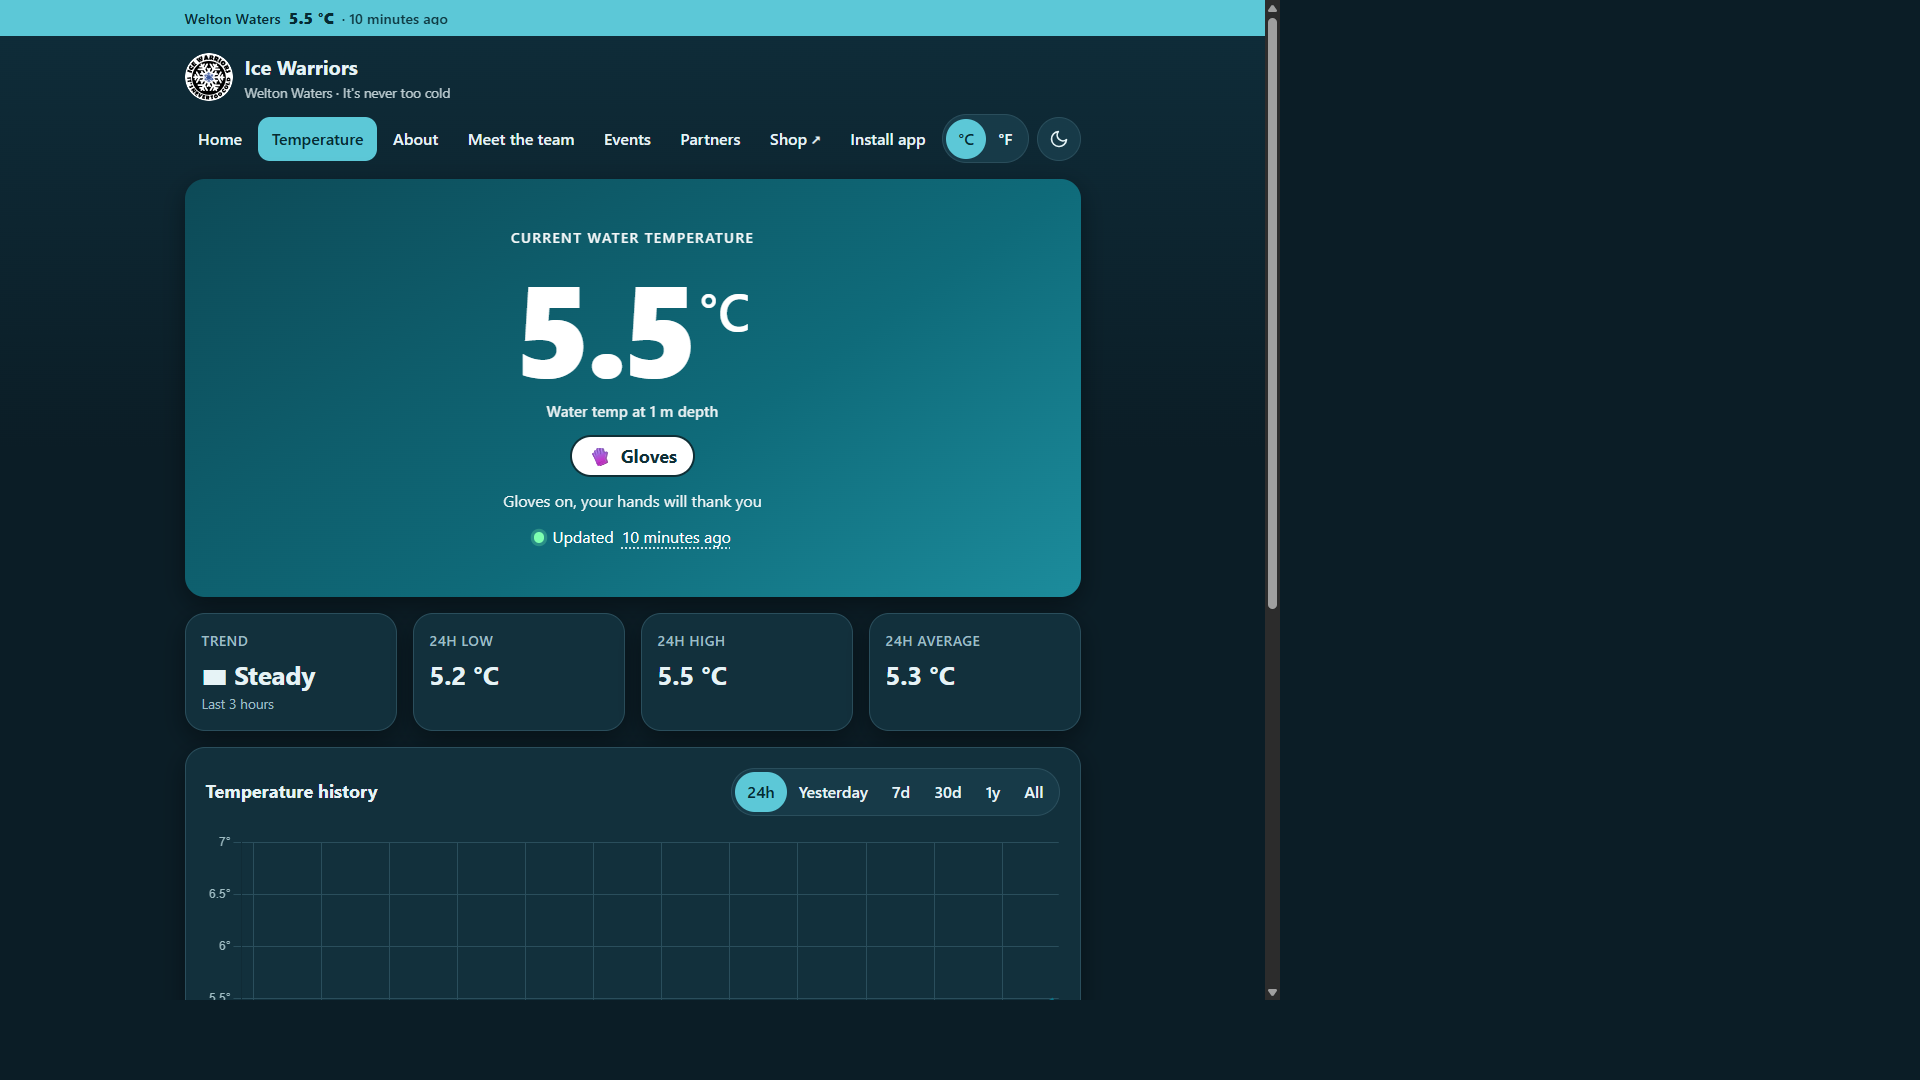 Welton Waters 5.5 °C · 10 minutes ago
Ice Warriors
Welton Waters · It's never too cold
Home Temperature About Meet the team Events Partners Shop ↗ Install app °C °F
CURRENT WATER TEMPERATURE
5.5 °C
Water temp at 1 m depth
Gloves
Gloves on, your hands will thank you
Updated 10 minutes ago
TREND
Steady
Last 3 hours
24H LOW
5.2 °C
24H HIGH
5.5 °C
24H AVERAGE
5.3 °C
Temperature history
24h Yesterday 7d 30d 1y All
7°
6.5°
6°
5.5°